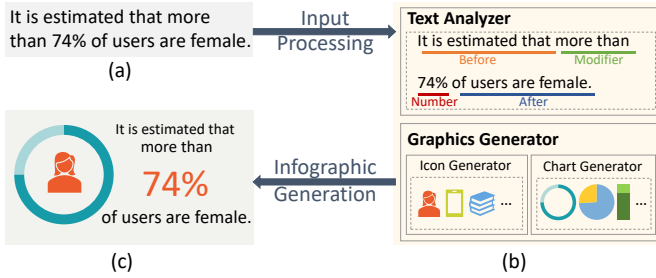 It is estimated that more
than 74% of users are female.
(a)
Input
Processing
Text Analyzer
It is estimated that more than
Before
Modifier
74% of users are female.
Number
After
Graphics Generator
Icon Generator
...
Chart Generator
...
(b)
Infographic
Generation
It is estimated that
more than
74%
of users are female.
(c)